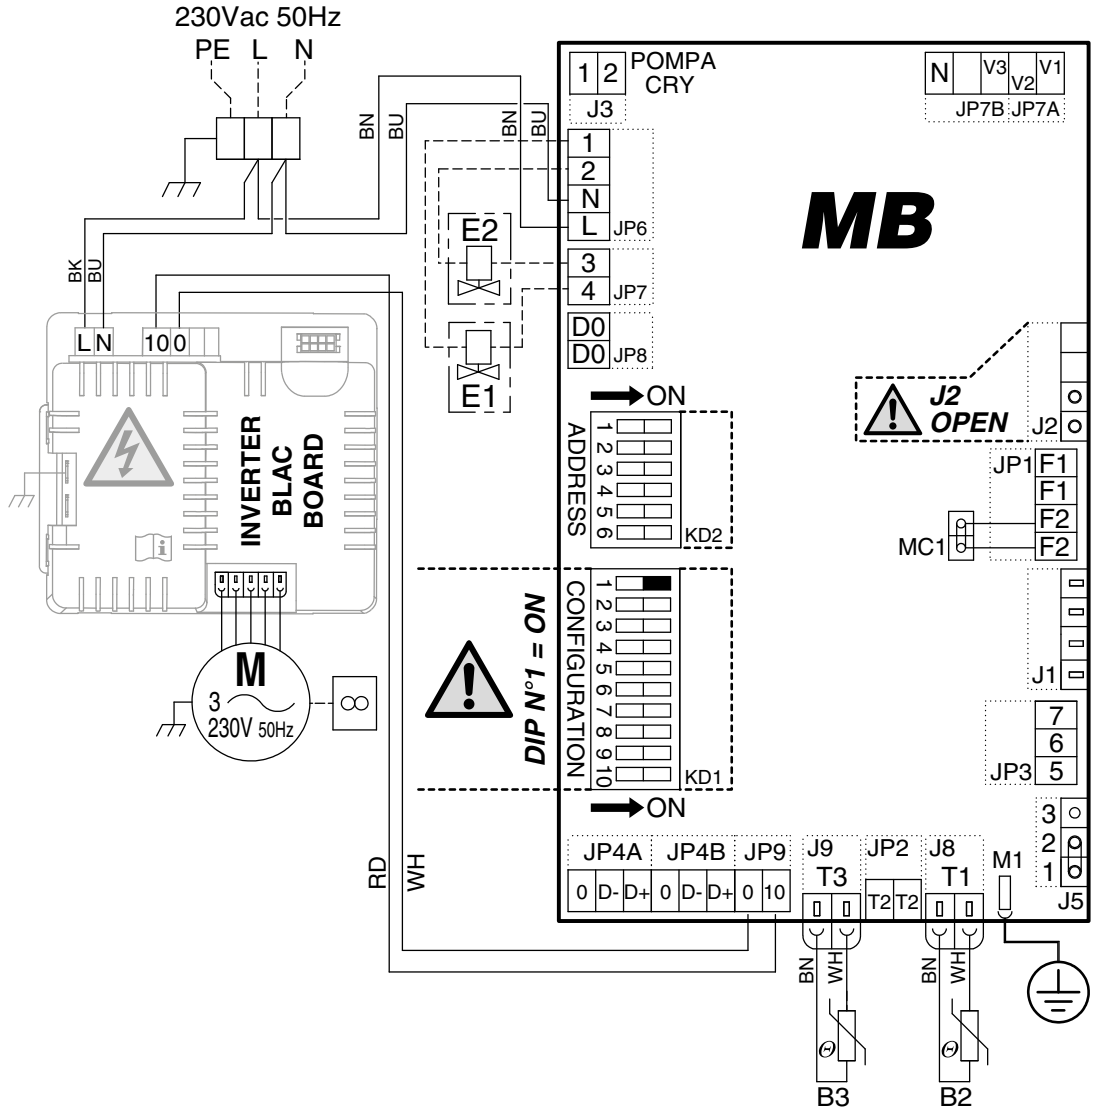 230Vac 50Hz
PE L N
BN
BU
BN
BU
1 2 POMPA
CRY
J3
1
2
N
L JP6
3
4 JP7
D0
D0 JP8
N V3 V2 V1
JP7B JP7A
MB
E2
E1
BK
BU
L N 10 0
INVERTER
BLAC
BOARD
i
M
3
230V 50Hz
ON
ADDRESS
1
2
3
4
5
6
KD2
DIP N°1 = ON
CONFIGURATION
1
2
3
4
5
6
7
8
9
10
KD1
ON
J2
OPEN
J2
JP1 F1
F1
F2
F2
MC1
J1
7
6
JP3 5
3
2
1
J5
RD
WH
JP4A JP4B JP9
0 D- D+ 0 D- D+ 0 10
J9
T3
JP2
T2 T2
J8
T1
M1
BN
WH
BN
WH
Θ
Θ
B3
B2